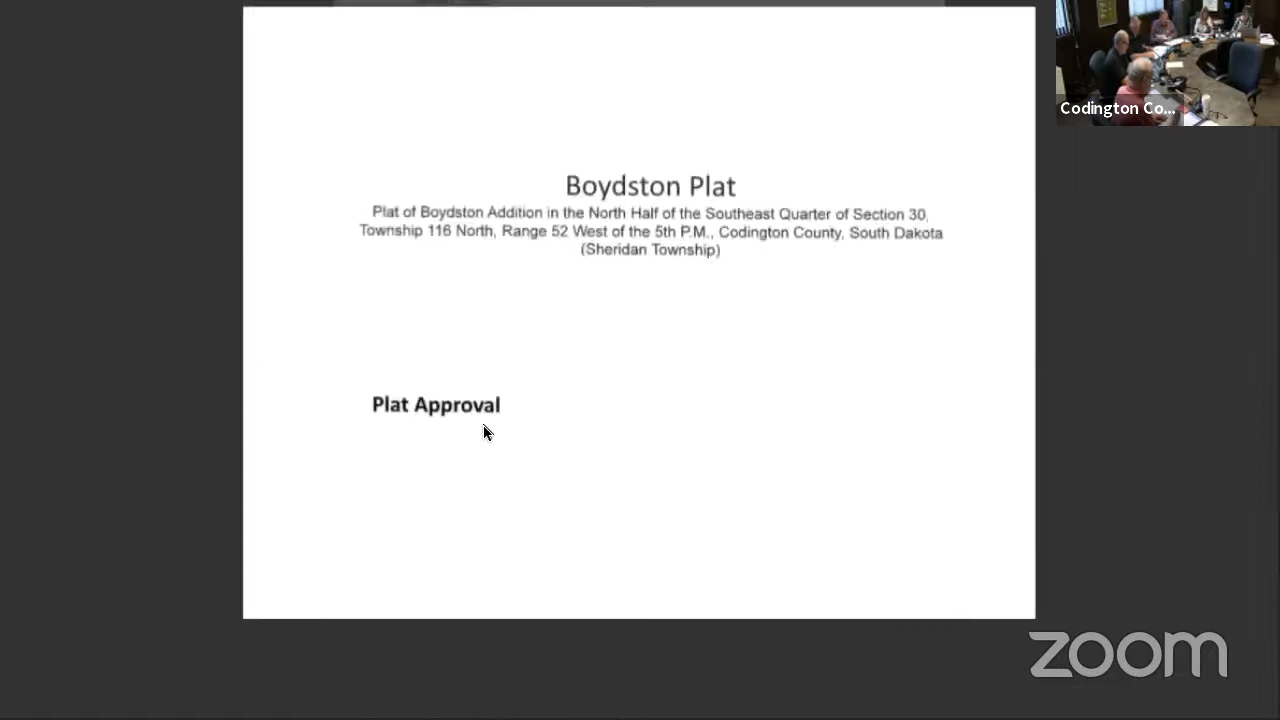 Boydston Plat
Plat of Boydston Addition in the North Half of the Southeast Quarter of Section 30,
Township 116 North, Range 52 West of the 5th P.M., Codington County, South Dakota
(Sheridan Township)
Plat Approval
Codington Co...
zoom